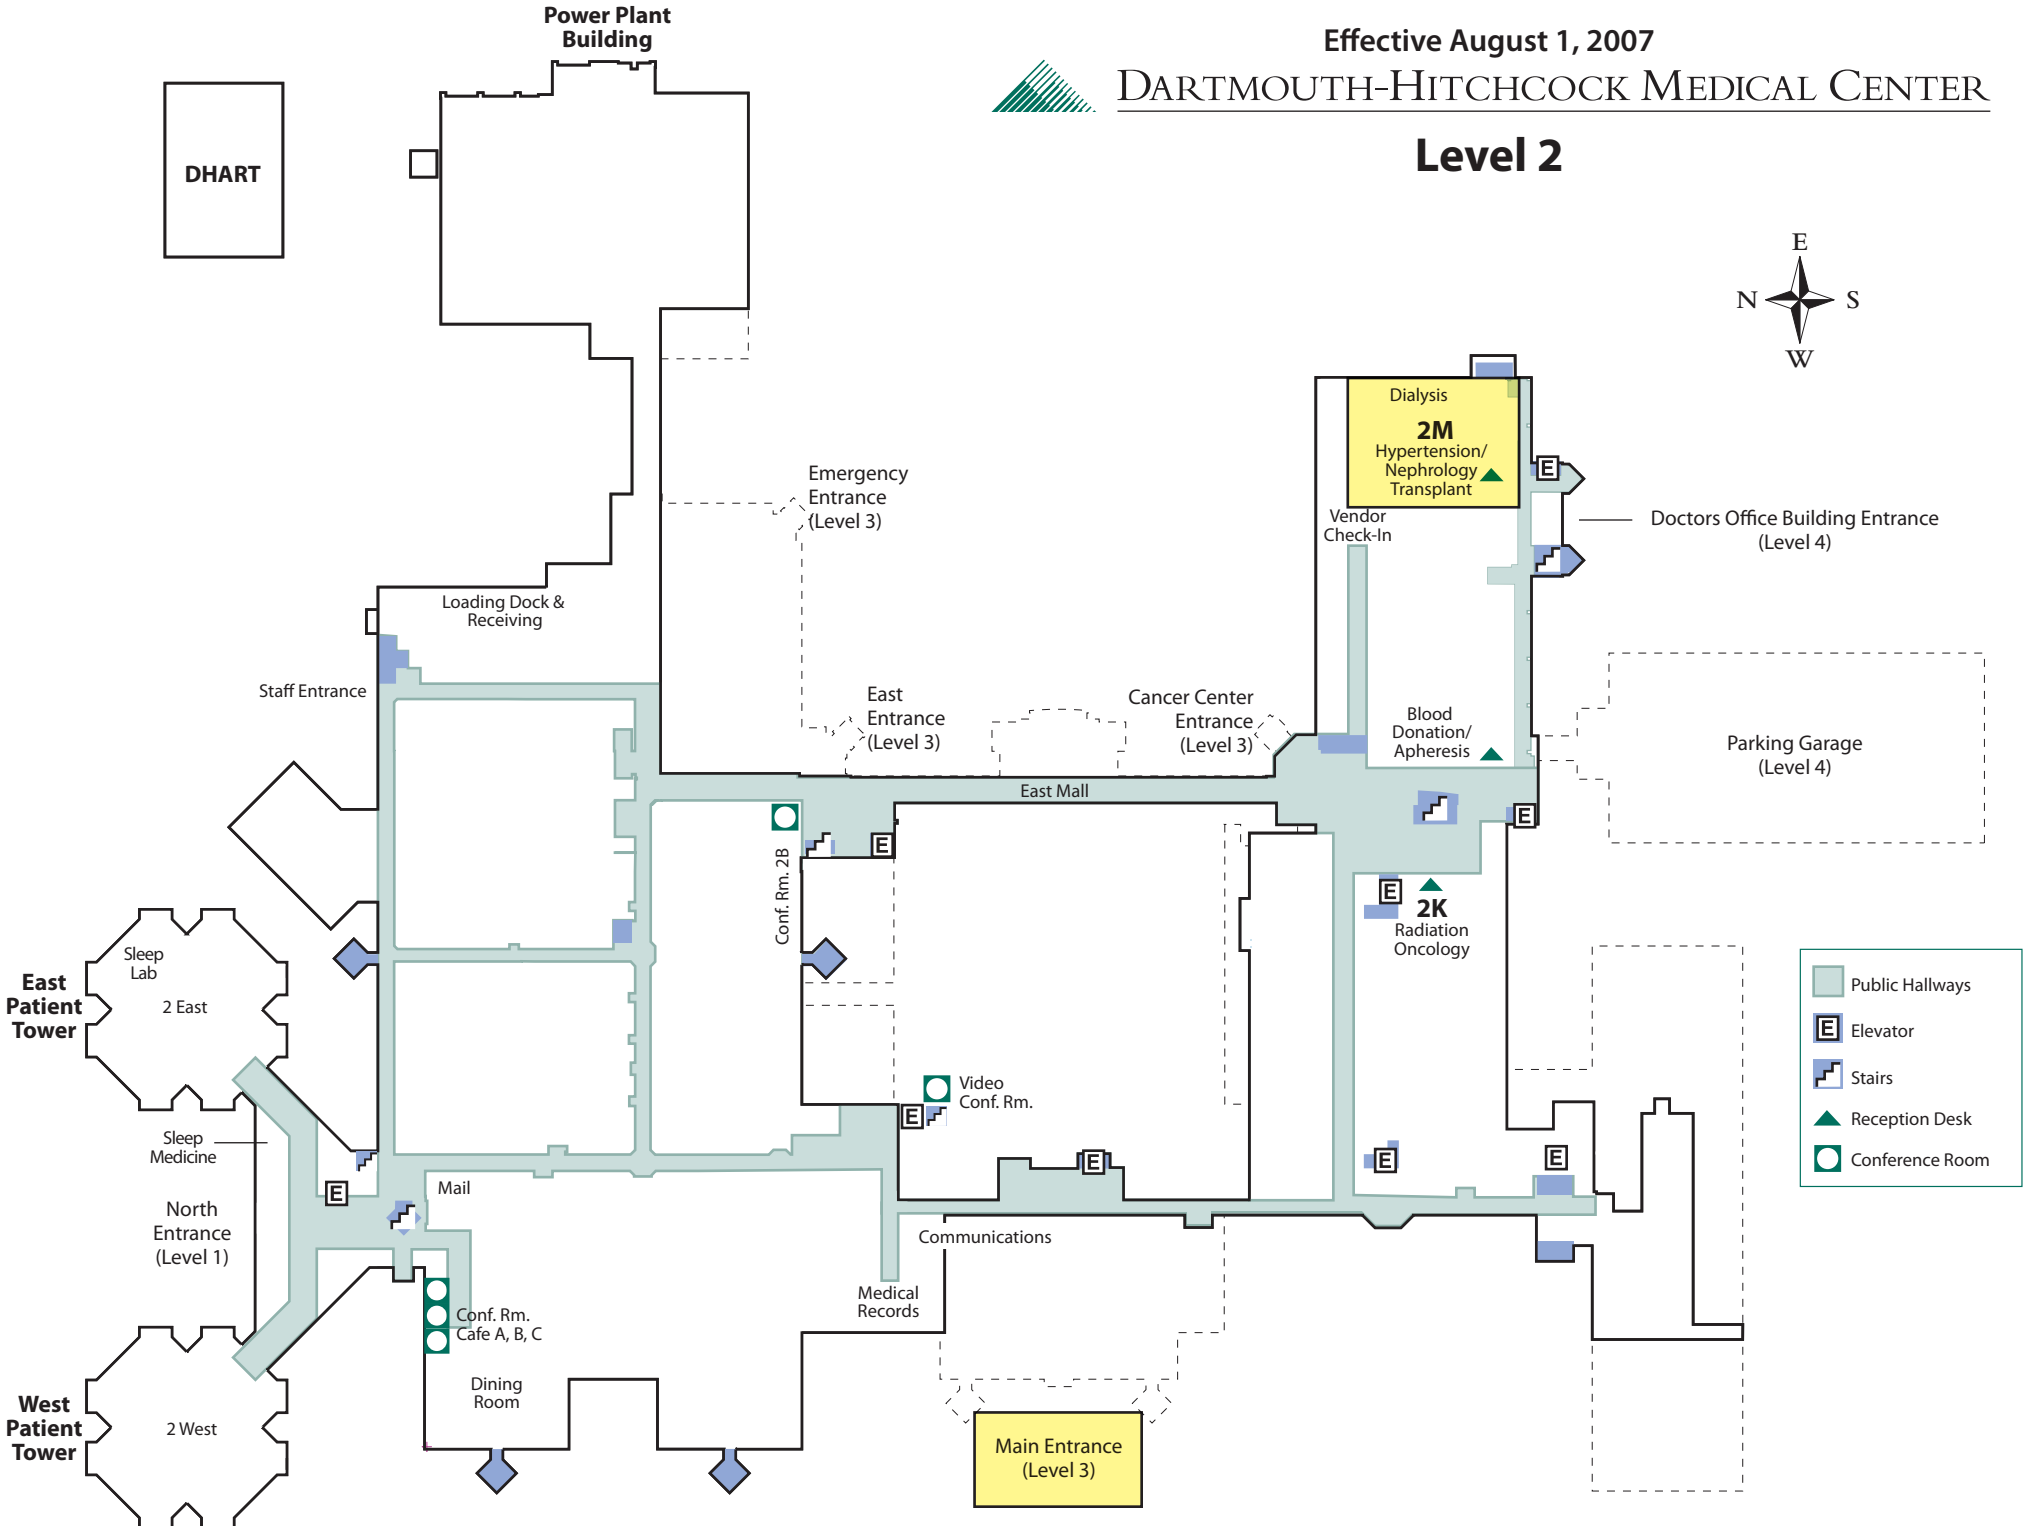 Power Plant
Building
Effective August 1, 2007
DARTMOUTH-HITCHCOCK MEDICAL CENTER
Level 2
DHART
E
N
S
W
Dialysis
2M
Hypertension/
Nephrology
Transplant
E
Emergency
Entrance
(Level 3)
Vendor
Check-In
Doctors Office Building Entrance
(Level 4)
Loading Dock &
Receiving
Staff Entrance
East
Entrance
(Level 3)
Cancer Center
Entrance
(Level 3)
Blood
Donation/
Apheresis
Parking Garage
(Level 4)
East Mall
E
E
Conf. Rm. 2B
E
2K
Radiation
Oncology
Sleep
Lab
2 East
East
Patient
Tower
Public Hallways
E
Elevator
Stairs
Reception Desk
Conference Room
Video
Conf. Rm.
E
Sleep
Medicine
E
E
E
E
Mail
North
Entrance
(Level 1)
Communications
Medical
Records
Conf. Rm.
Cafe A, B, C
Dining
Room
West
Patient
Tower
2 West
Main Entrance
(Level 3)